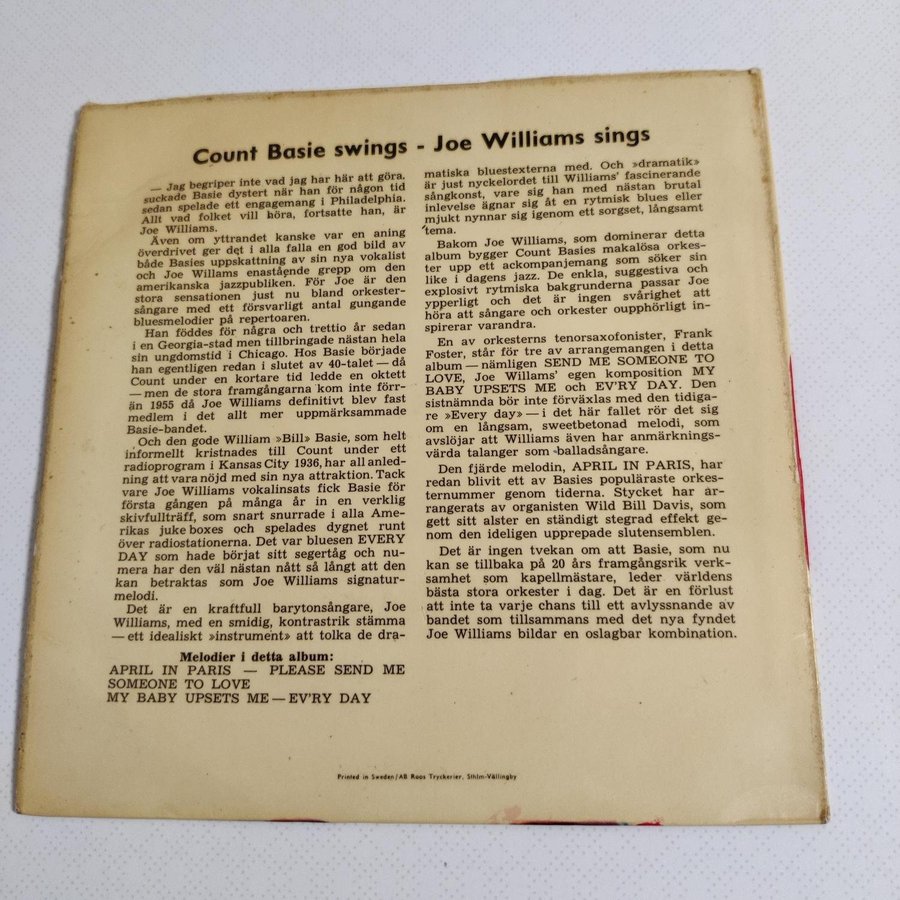 Count Basie swings - Joe Williams sings
— Jag begriper inte vad jag har här att göra,
suckade Basie dystert när han för någon tid
sedan spelade ett engagemang i Philadelphia.
Allt vad folket vill höra, fortsatte han, är
Joe Williams.
Även om yttrandet kanske var en aning
överdrivet ger det i alla falla en god bild av
både Basies uppskattning av sin nya vokalist
och Joe Willams enastående grepp om den
amerikanska jazzpubliken. För Joe är den
stora sensationen just nu bland orkester-
sångare med ett försvarligt antal gungande
bluesmelodier på repertoaren.
Han föddes för några och trettio år sedan
i en Georgia-stad men tillbringade nästan hela
sin ungdomstid i Chicago. Hos Basie började
han egentligen redan i slutet av 40-talet — då
Count under en kortare tid ledde en oktett
— men de stora framgångarna kom inte förr-
än 1955 då Joe Williams definitivt blev fast
medlem i det allt mer uppmärksammade
Basie-bandet.
Och den gode William »Bill» Basie, som helt
informellt kristnades till Count under ett
radioprogram i Kansas City 1936, har all anled-
ning att vara nöjd med sin nya attraktion. Tack
vare Joe Williams vokalinsats fick Basie för
första gången på många år in en verklig
skivfullträff, som snart snurrade i alla Ame-
rikas juke boxes och spelades dygnet runt
över radiostationerna. Det var bluesen EVERY
DAY som hade börjat sitt segertåg och nu-
mera har den väl nästan nått så långt att den
kan betraktas som Joe Williams signatur-
melodi.
Det är en kraftfull barytonsångare, Joe
Williams, med en smidig, kontrastrik stämma
— ett idealiskt »instrument» att tolka de dra-
matiska bluestexterna med. Och »dramatik»
är just nyckelordet till Williams' fascinerande
sångkonst, vare sig han med nästan brutal
inlevelse ägnar sig åt en rytmisk blues eller
mjukt nynnar sig igenom ett sorgset, långsamt
tema.
Bakom Joe Williams, som dominerar detta
album bygger Count Basies makalösa orkes-
ter upp ett ackompanjemang som söker sin
like i dagens jazz. De enkla, suggestiva och
explosivt rytmiska bakgrunderna passar Joe
ypperligt och det är ingen svårighet att
höra att sångare och orkester oupphörligt in-
spirerar varandra.
En av orkesterns tenorsaxofonister, Frank
Foster, står för tre av arrangemangen i detta
album — nämligen SEND ME SOMEONE TO
LOVE, Joe Willams' egen komposition MY
BABY UPSETS ME och EV'RY DAY. Den
sistnämnda bör inte förväxlas med den tidiga-
re »Every day» — i det här fallet rör det sig
om en långsam, sweetbetonad melodi, som
avslöjar att Williams även har anmärknings-
värda talanger som balladsångare.
Den fjärde melodin, APRIL IN PARIS, har
redan blivit ett av Basies populäraste orkes-
ternummer genom tiderna. Stycket har ar-
rangerats av organisten Wild Bill Davis, som
gett sitt alster en ständigt stegrad effekt ge-
nom den ideligen upprepade slutensemblen.
Det är ingen tvekan om att Basie, som nu
kan se tillbaka på 20 års framgångsrik verk-
samhet som kapellmästare, leder världens
bästa stora orkester i dag. Det är en förlust
att inte ta varje chans till ett avlyssnande av
bandet som tillsammans med det nya fyndet
Joe Williams bildar en oslagbar kombination.
Melodier i detta album:
APRIL IN PARIS — PLEASE SEND ME
SOMEONE TO LOVE
MY BABY UPSETS ME — EV'RY DAY
Printed in Sweden/AB Roos Tryckerier, Sthlm-Vällingby